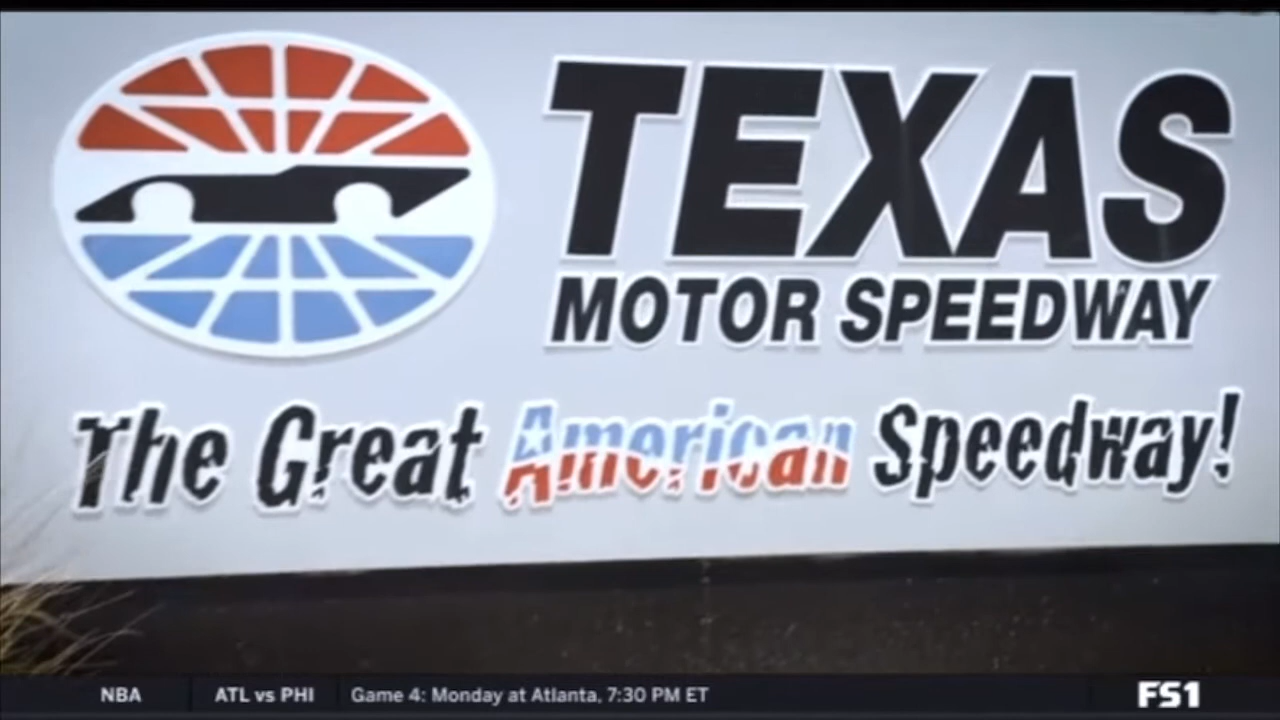 TEXAS
MOTOR SPEEDWAY
The Great American Speedway!
NBA ATL vs PHI Game 4: Monday at Atlanta, 7:30 PM ET FS1